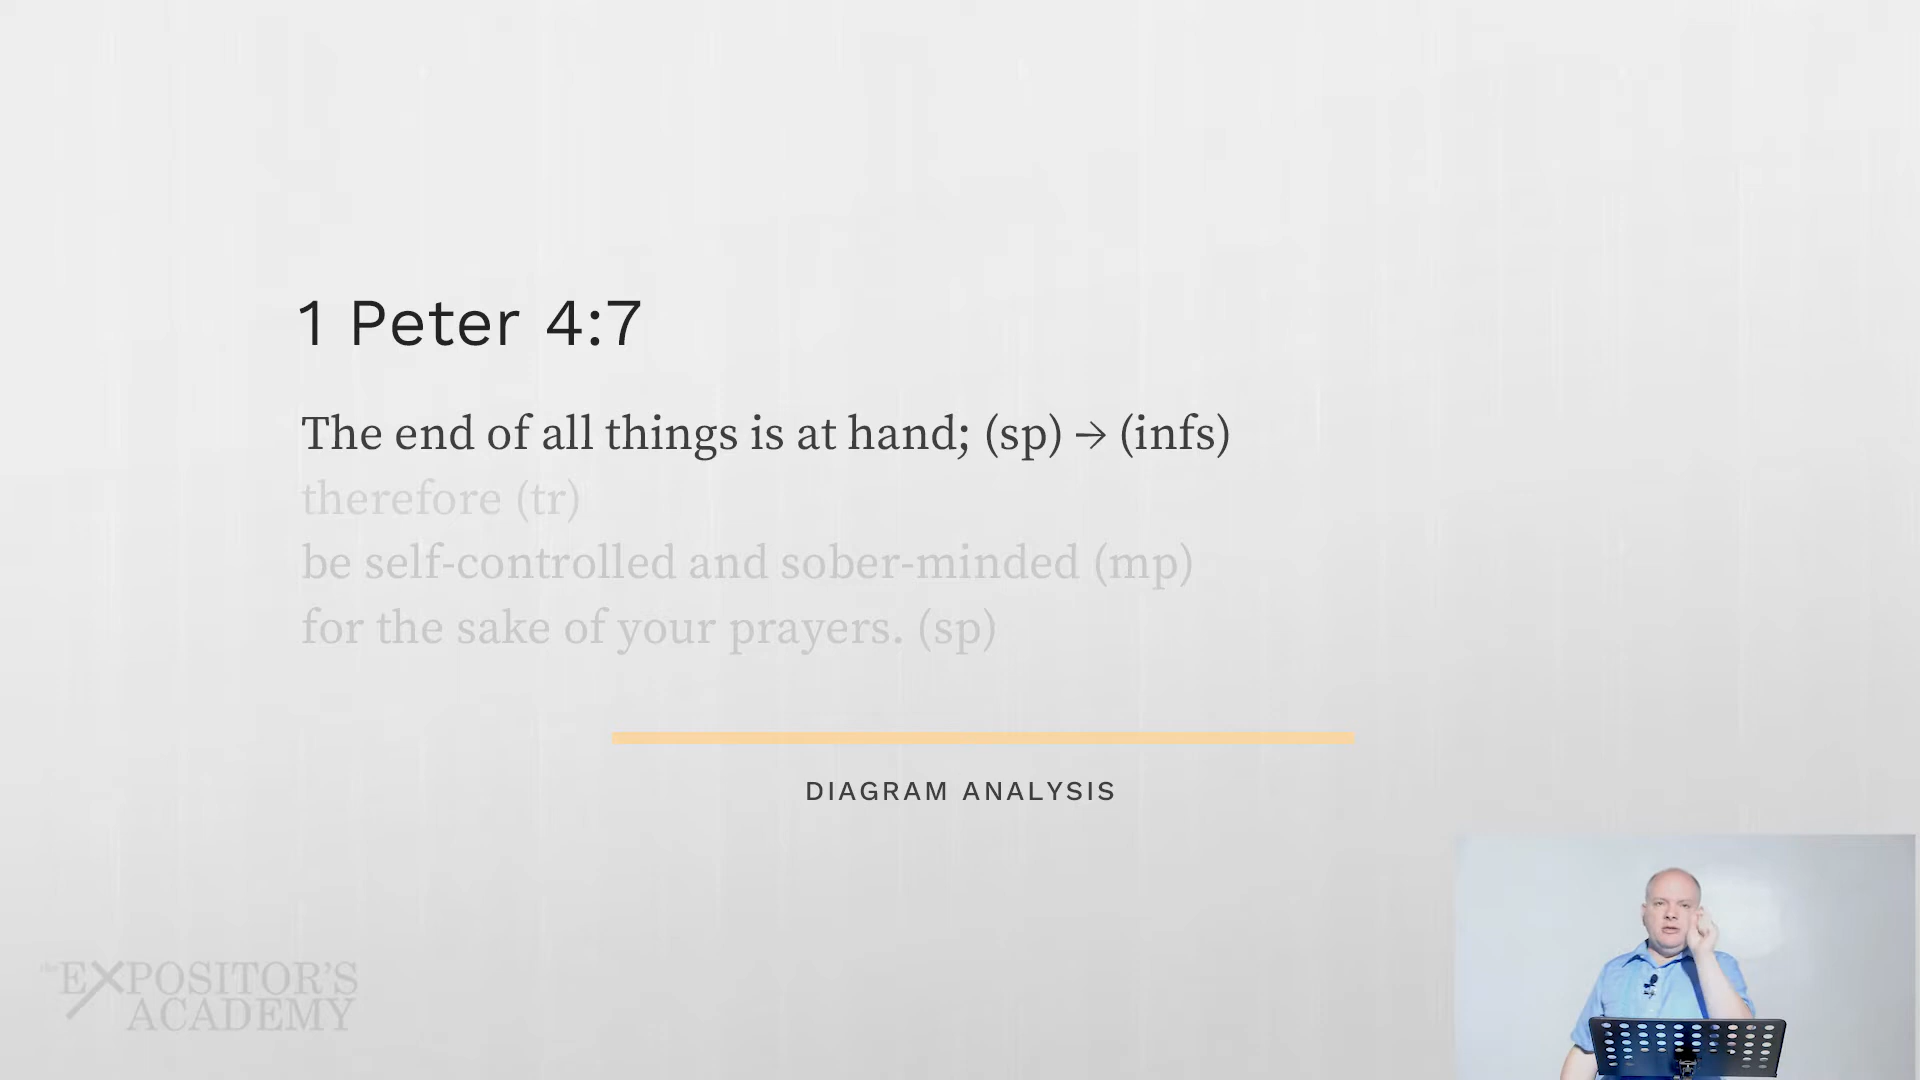 1 Peter 4:7
The end of all things is at hand; (sp) → (infs)
therefore (tr)
be self-controlled and sober-minded (mp)
for the sake of your prayers. (sp)
DIAGRAM ANALYSIS
the EXPOSITOR'S
ACADEMY